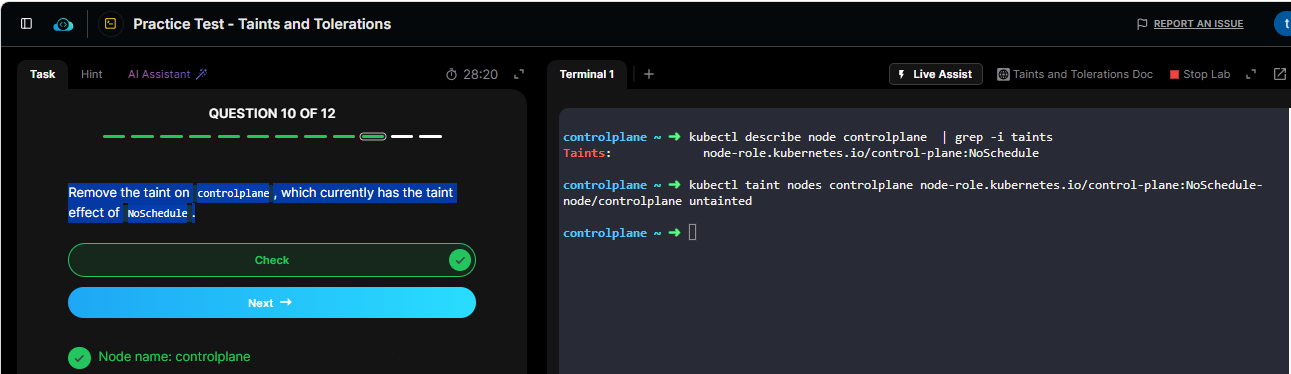 Practice Test - Taints and Tolerations
REPORT AN ISSUE
t
Task Hint AI Assistant 28:20
QUESTION 10 OF 12
Remove the taint on controlplane, which currently has the taint
effect of NoSchedule.
Check
Next →
Node name: controlplane
Terminal 1 +
Live Assist Taints and Tolerations Doc Stop Lab
controlplane ~ ➜ kubectl describe node controlplane  | grep -i taints
Taints:             node-role.kubernetes.io/control-plane:NoSchedule
controlplane ~ ➜ kubectl taint nodes controlplane node-role.kubernetes.io/control-plane:NoSchedule-
node/controlplane untainted
controlplane ~ ➜